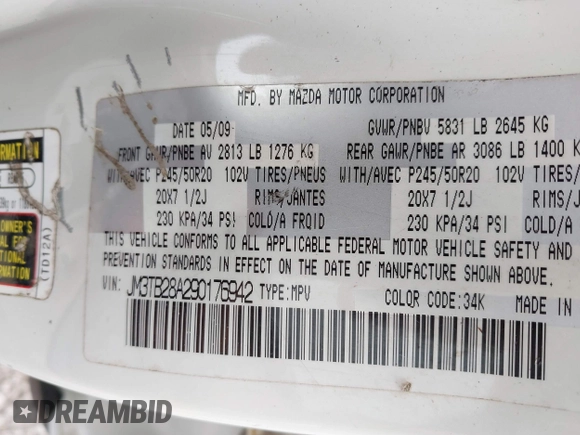 MFD. BY MAZDA MOTOR CORPORATION
DATE 05/09 GVWR/PNBV 5831 LB 2645 KG
FRONT GAWR/PNBE AV 2813 LB 1276 KG REAR GAWR/PNBE AR 3086 LB 1400 K
WITH/AVEC P245/50R20 102V TIRES/PNEUS WITH/AVEC P245/50R20 102V TIRES/P
20X7 1/2J RIMS/JANTES 20X7 1/2J RIMS/J
230 KPA/34 PSI COLD/A FROID 230 KPA/34 PSI COLD/A
THIS VEHICLE CONFORMS TO ALL APPLICABLE FEDERAL MOTOR VEHICLE SAFETY AN
PREVENTION STANDARDS IN EFFECT ON THE DATE OF MANUFACTURE SHOWN ABOVE.
VIN: JM3TB28A290176942 TYPE:MPV COLOR CODE:34K MADE IN
ORMATION
OWNER'S
(TD12A)
DREAMBID